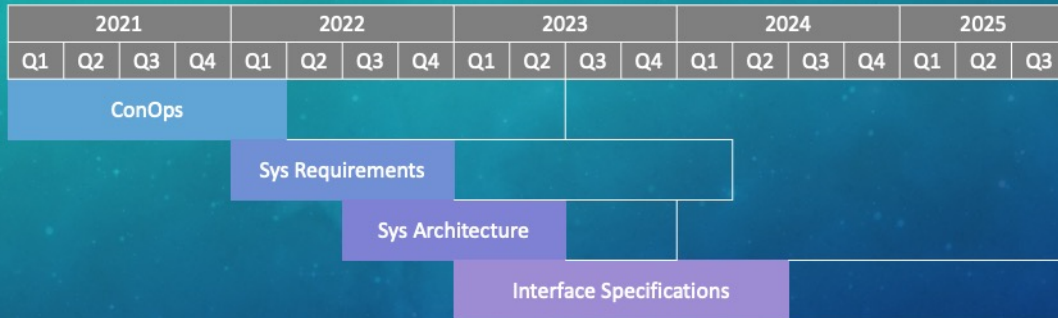 2021 2022 2023 2024 2025
Q1 Q2 Q3 Q4 Q1 Q2 Q3 Q4 Q1 Q2 Q3 Q4 Q1 Q2 Q3 Q4 Q1 Q2 Q3
ConOps
Sys Requirements
Sys Architecture
Interface Specifications